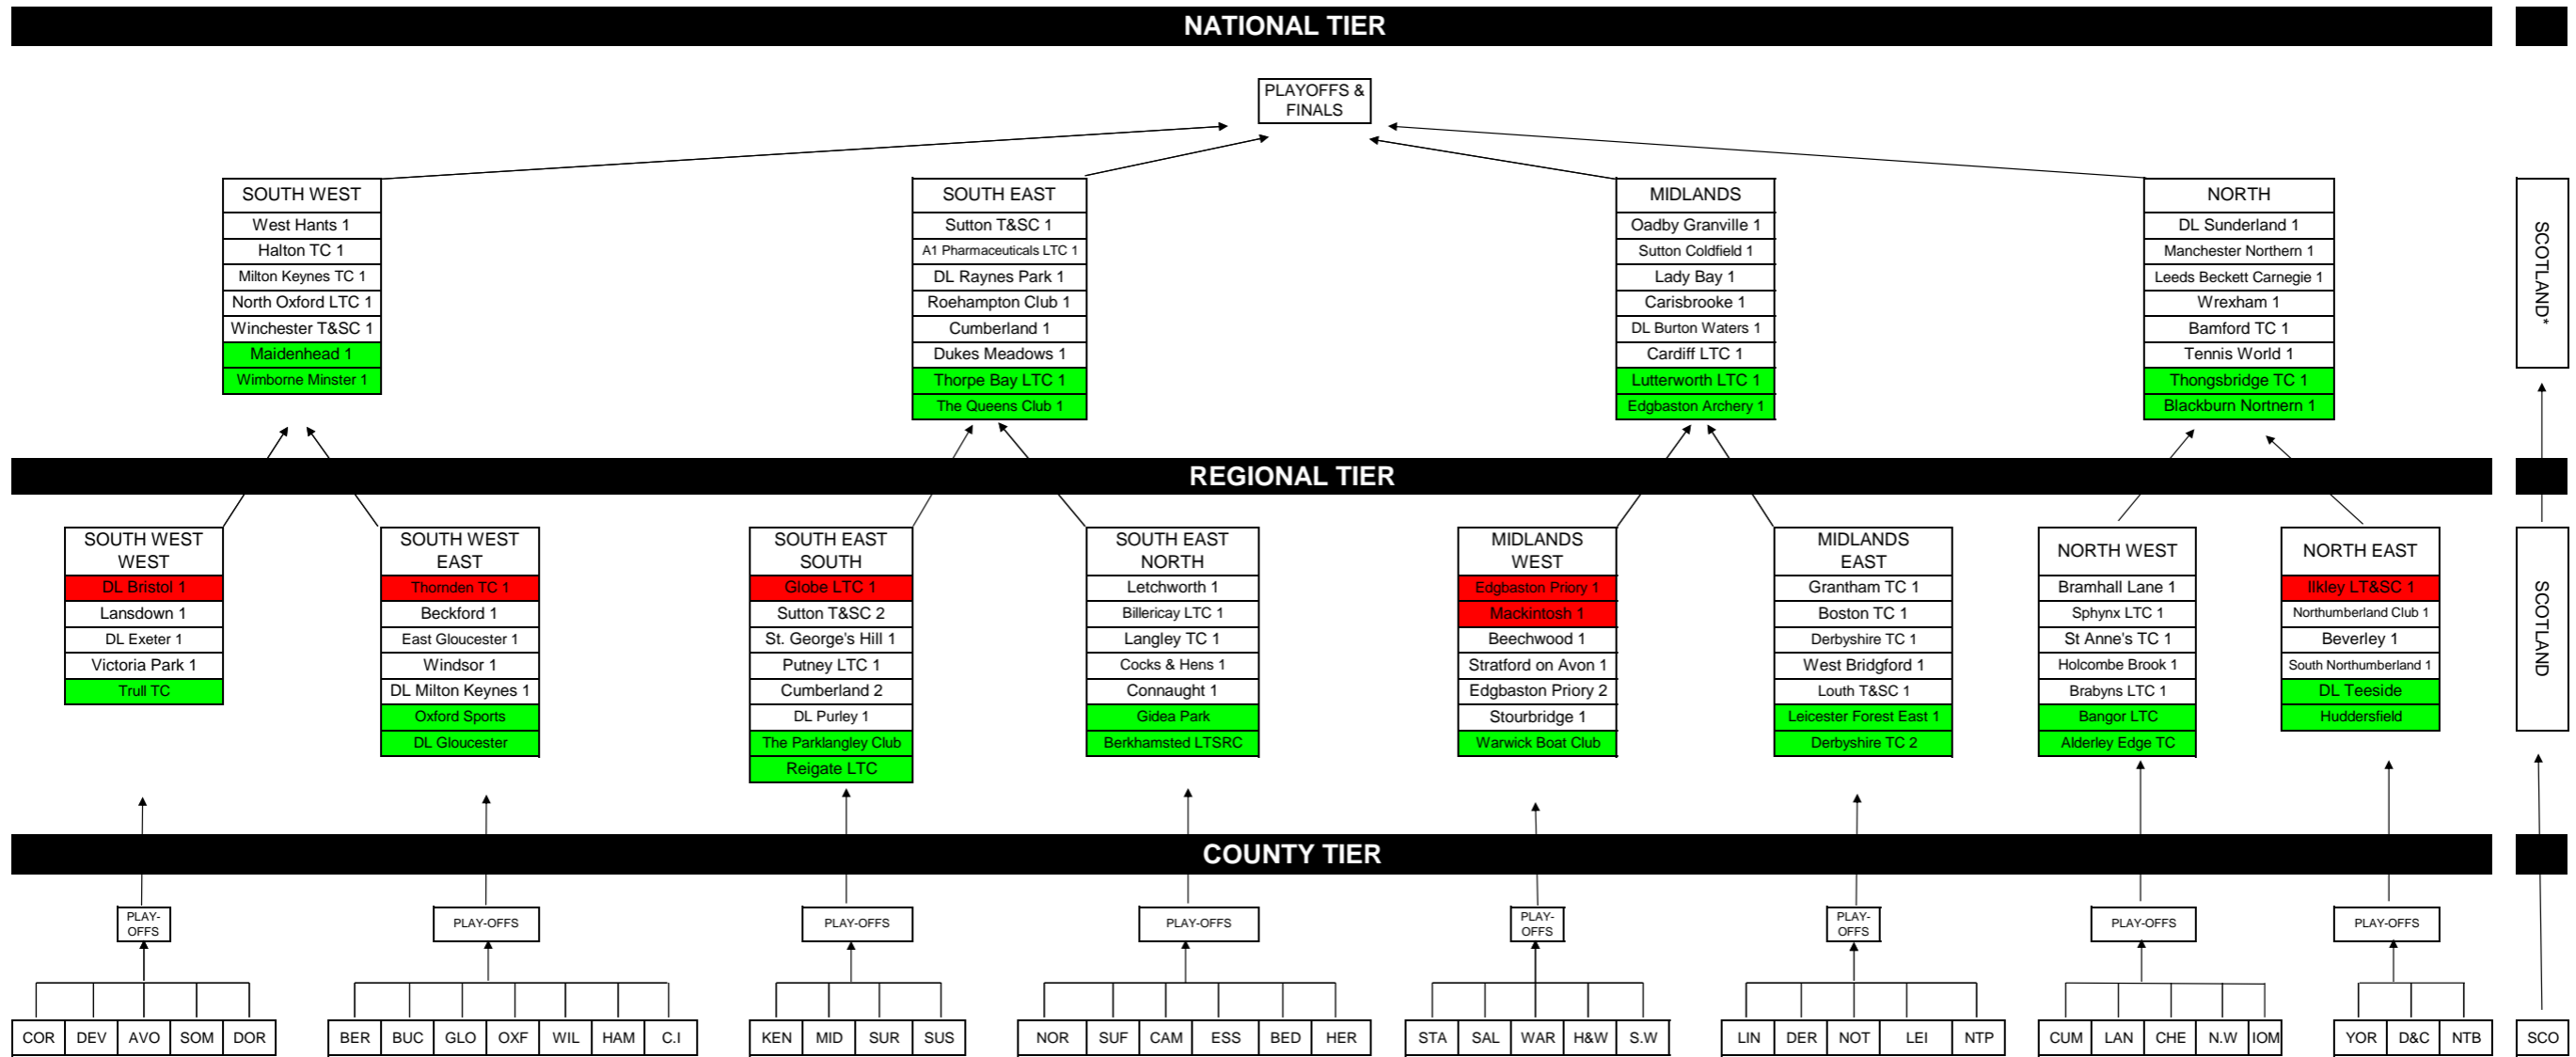 NATIONAL TIER
PLAYOFFS &
FINALS
SOUTH WEST
West Hants 1
Halton TC 1
Milton Keynes TC 1
North Oxford LTC 1
Winchester T&SC 1
Maidenhead 1
Wimborne Minster 1
SOUTH EAST
Sutton T&SC 1
A1 Pharmaceuticals LTC 1
DL Raynes Park 1
Roehampton Club 1
Cumberland 1
Dukes Meadows 1
Thorpe Bay LTC 1
The Queens Club 1
MIDLANDS
Oadby Granville 1
Sutton Coldfield 1
Lady Bay 1
Carisbrooke 1
DL Burton Waters 1
Cardiff LTC 1
Lutterworth LTC 1
Edgbaston Archery 1
NORTH
DL Sunderland 1
Manchester Northern 1
Leeds Beckett Carnegie 1
Wrexham 1
Bamford TC 1
Tennis World 1
Thongsbridge TC 1
Blackburn Nortnern 1
SCOTLAND*
REGIONAL TIER
SOUTH WEST
WEST
DL Bristol 1
Lansdown 1
DL Exeter 1
Victoria Park 1
Trull TC
SOUTH WEST
EAST
Thornden TC 1
Beckford 1
East Gloucester 1
Windsor 1
DL Milton Keynes 1
Oxford Sports
DL Gloucester
SOUTH EAST
SOUTH
Globe LTC 1
Sutton T&SC 2
St. George's Hill 1
Putney LTC 1
Cumberland 2
DL Purley 1
The Parklangley Club
Reigate LTC
SOUTH EAST
NORTH
Letchworth 1
Billericay LTC 1
Langley TC 1
Cocks & Hens 1
Connaught 1
Gidea Park
Berkhamsted LTSRC
MIDLANDS
WEST
Edgbaston Priory 1
Mackintosh 1
Beechwood 1
Stratford on Avon 1
Edgbaston Priory 2
Stourbridge 1
Warwick Boat Club
MIDLANDS
EAST
Grantham TC 1
Boston TC 1
Derbyshire TC 1
West Bridgford 1
Louth T&SC 1
Leicester Forest East 1
Derbyshire TC 2
NORTH WEST
Bramhall Lane 1
Sphynx LTC 1
St Anne's TC 1
Holcombe Brook 1
Brabyns LTC 1
Bangor LTC
Alderley Edge TC
NORTH EAST
Ilkley LT&SC 1
Northumberland Club 1
Beverley 1
South Northumberland 1
DL Teeside
Huddersfield
SCOTLAND
COUNTY TIER
PLAY-
OFFS
PLAY-OFFS
PLAY-OFFS
PLAY-OFFS
PLAY-
OFFS
PLAY-
OFFS
PLAY-OFFS
PLAY-OFFS
COR DEV AVO SOM DOR
BER BUC GLO OXF WIL HAM C.I
KEN MID SUR SUS
NOR SUF CAM ESS BED HER
STA SAL WAR H&W S.W
LIN DER NOT LEI NTP
CUM LAN CHE N.W IOM
YOR D&C NTB
SCO